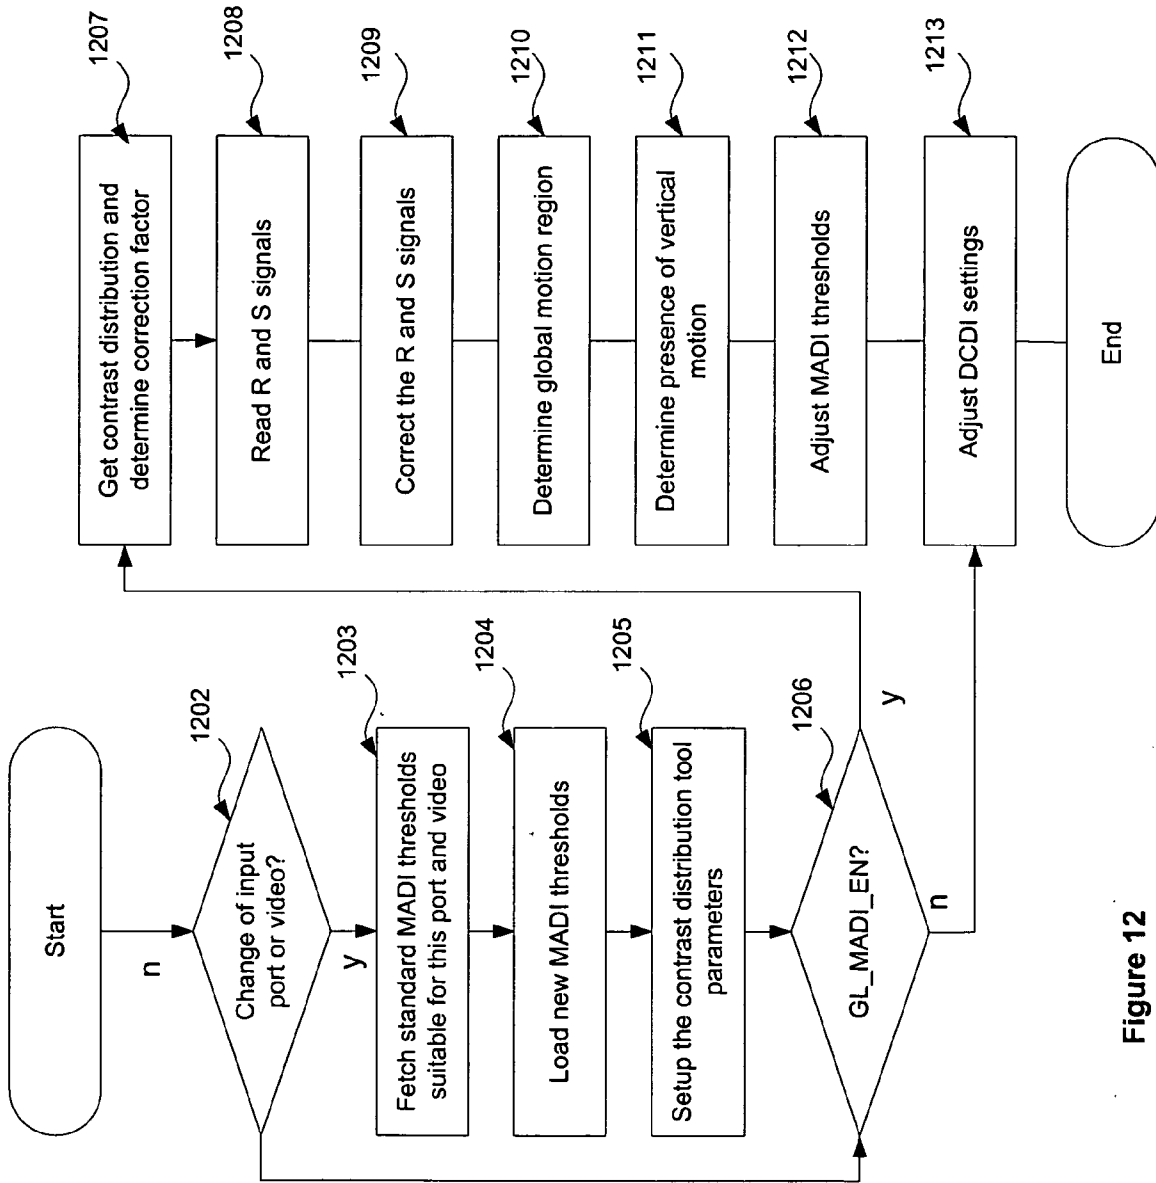 Start
n
1202
Change of input
port or video?
y
1203
Fetch standard MADI thresholds
suitable for this port and video
1204
Load new MADI thresholds
1205
Setup the contrast distribution tool
parameters
1206
GL_MADI_EN?
y
n
1207
Get contrast distribution and
determine correction factor
1208
Read R and S signals
1209
Correct the R and S signals
1210
Determine global motion region
1211
Determine presence of vertical
motion
1212
Adjust MADI thresholds
1213
Adjust DCDI settings
End
Figure 12